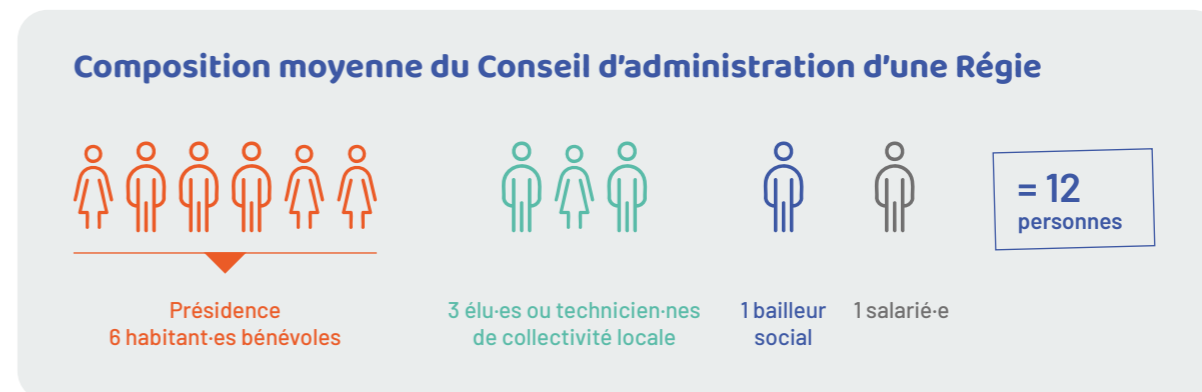 Composition moyenne du Conseil d'administration d'une Régie
= 12
personnes
Présidence
6 habitant·es bénévoles
3 élu·es ou technicien·nes
de collectivité locale
1 bailleur
social
1 salarié·e